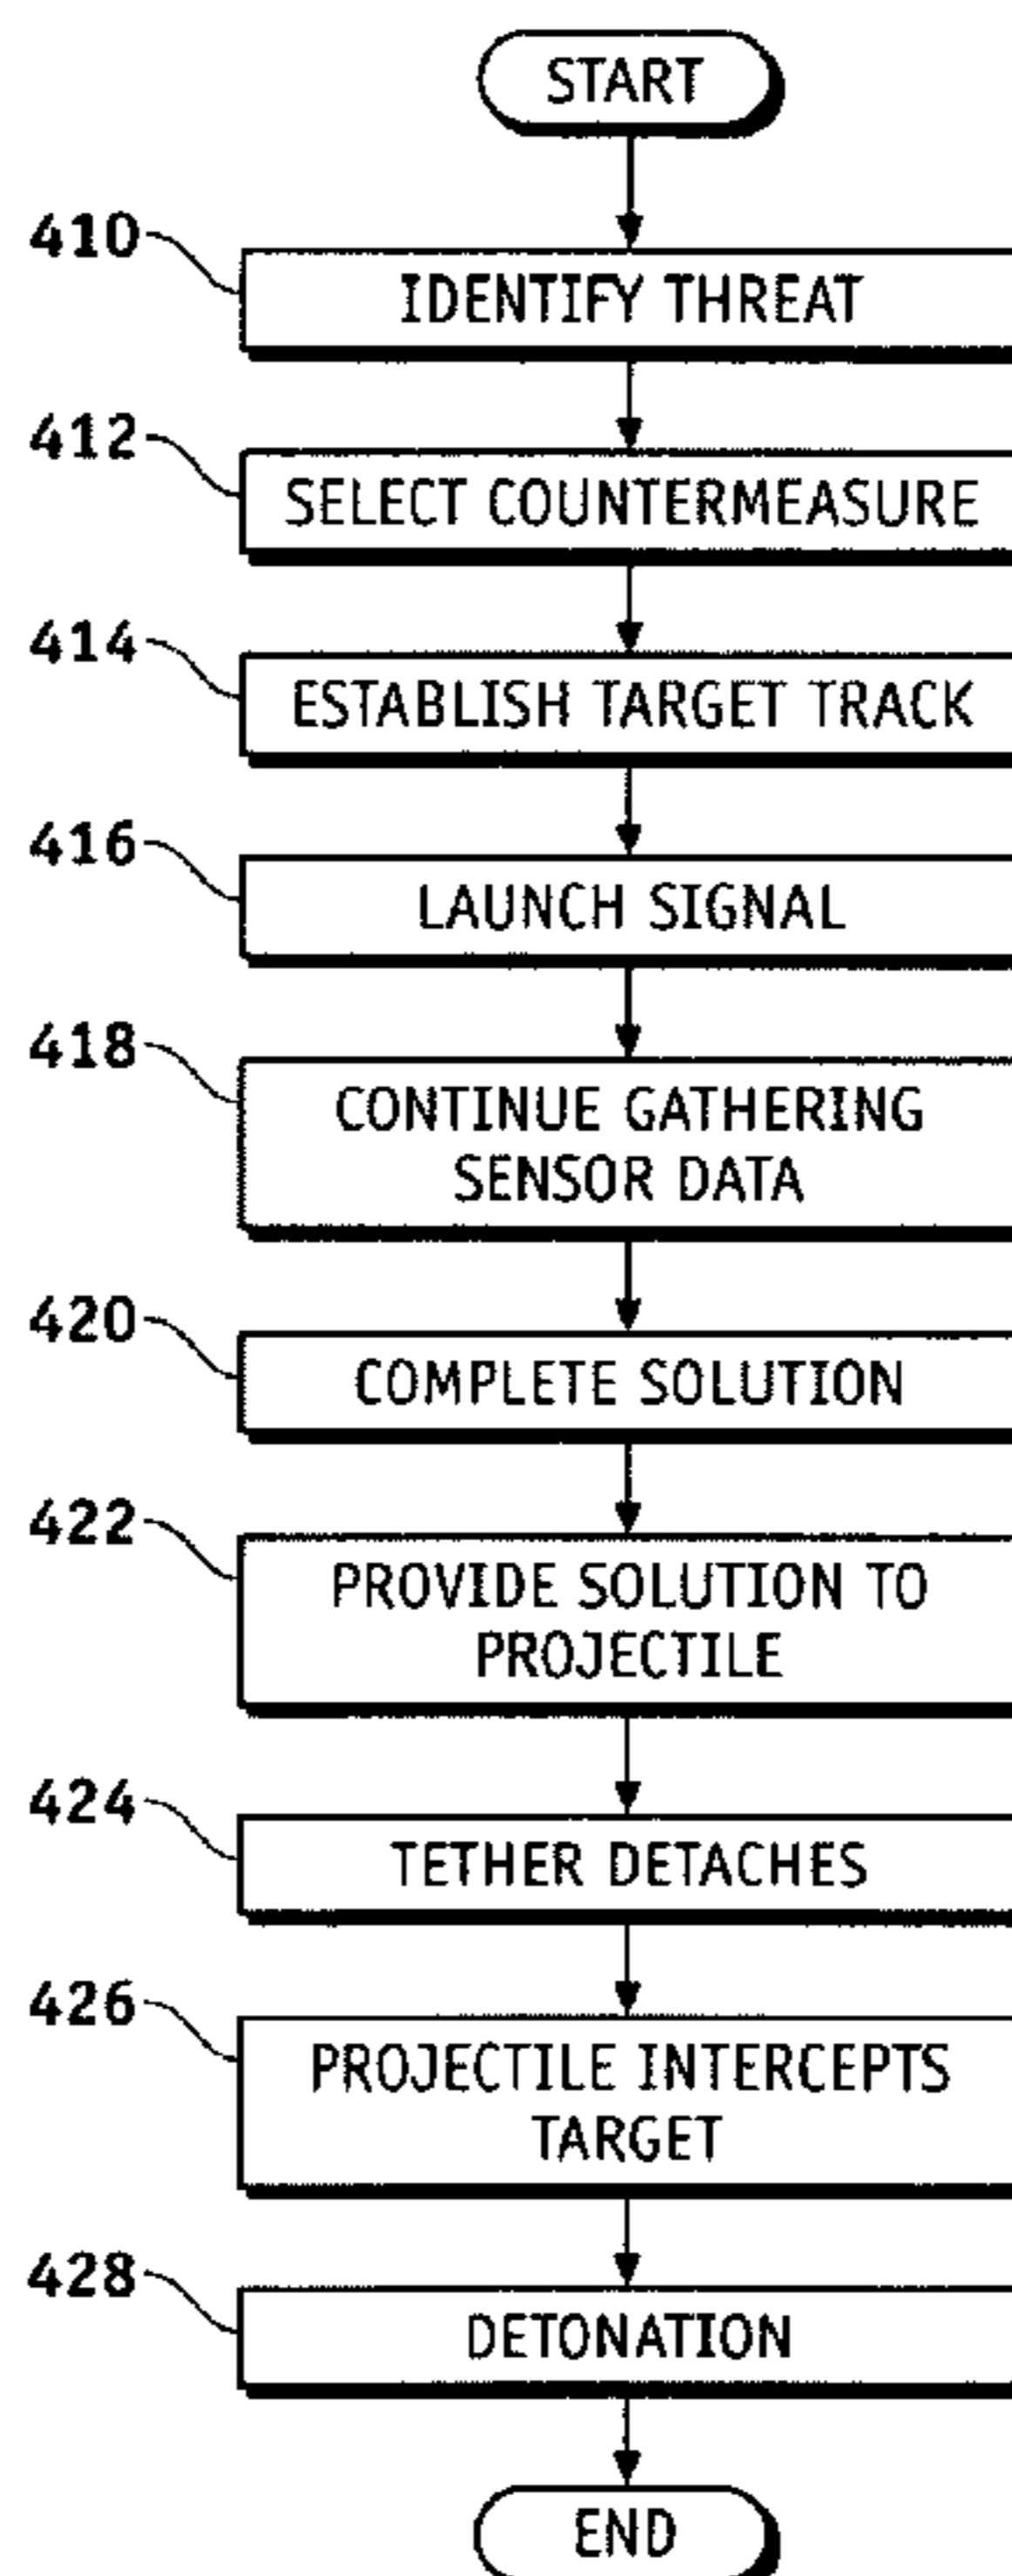 START
410
IDENTIFY THREAT
412
SELECT COUNTERMEASURE
414
ESTABLISH TARGET TRACK
416
LAUNCH SIGNAL
418
CONTINUE GATHERING
SENSOR DATA
420
COMPLETE SOLUTION
422
PROVIDE SOLUTION TO
PROJECTILE
424
TETHER DETACHES
426
PROJECTILE INTERCEPTS
TARGET
428
DETONATION
END